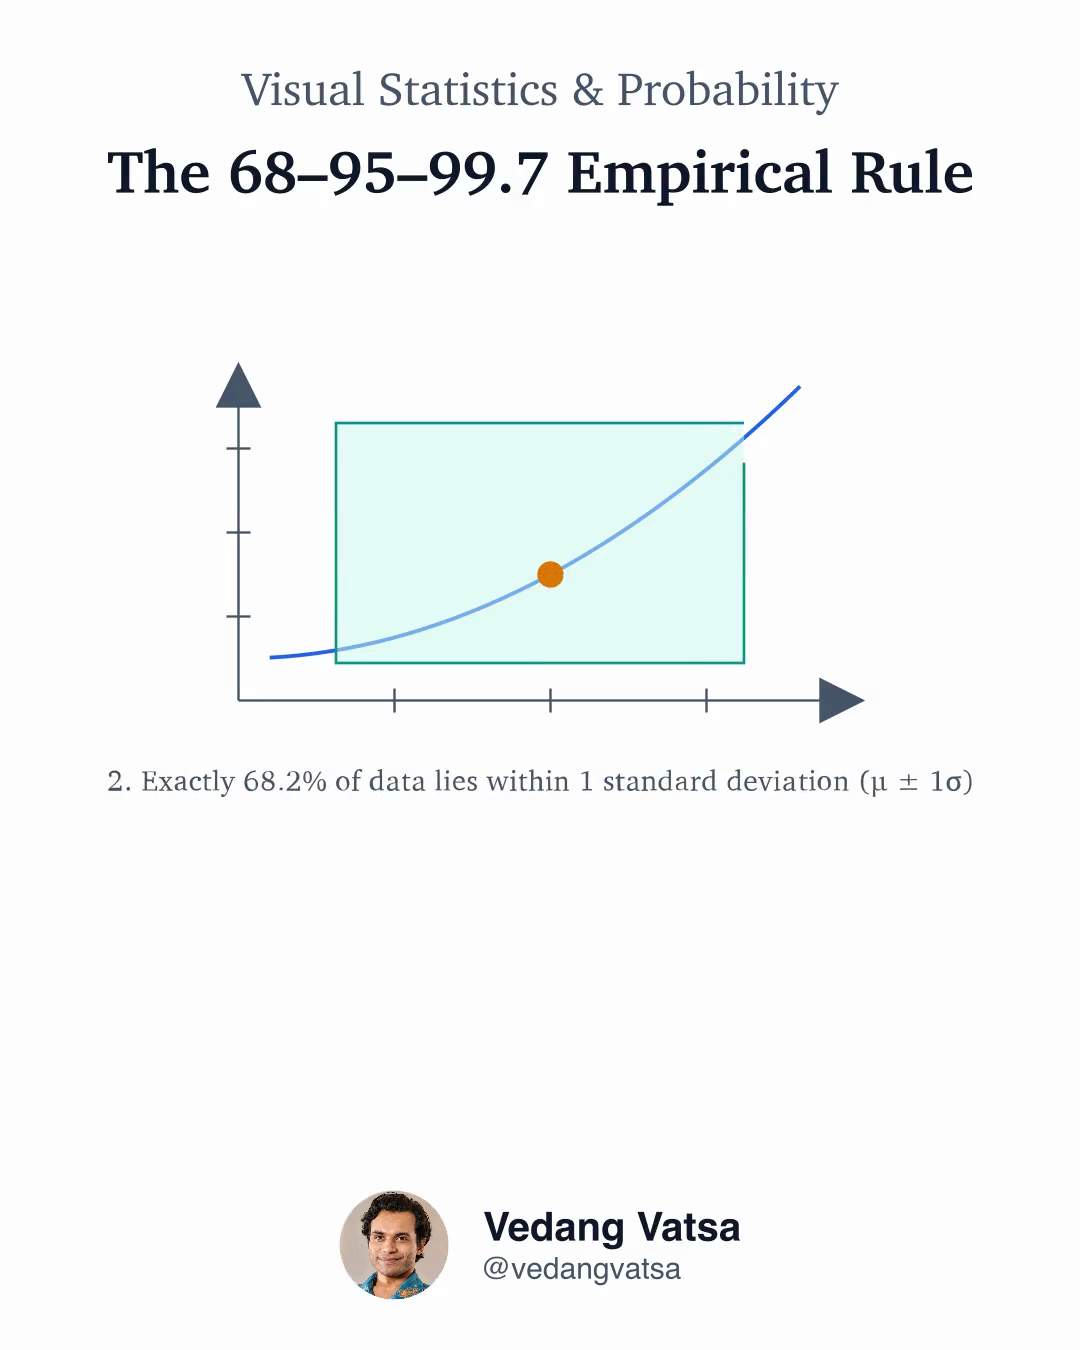 Visual Statistics & Probability
The 68–95–99.7 Empirical Rule
2. Exactly 68.2% of data lies within 1 standard deviation (μ ± 1σ)
Vedang Vatsa
@vedangvatsa